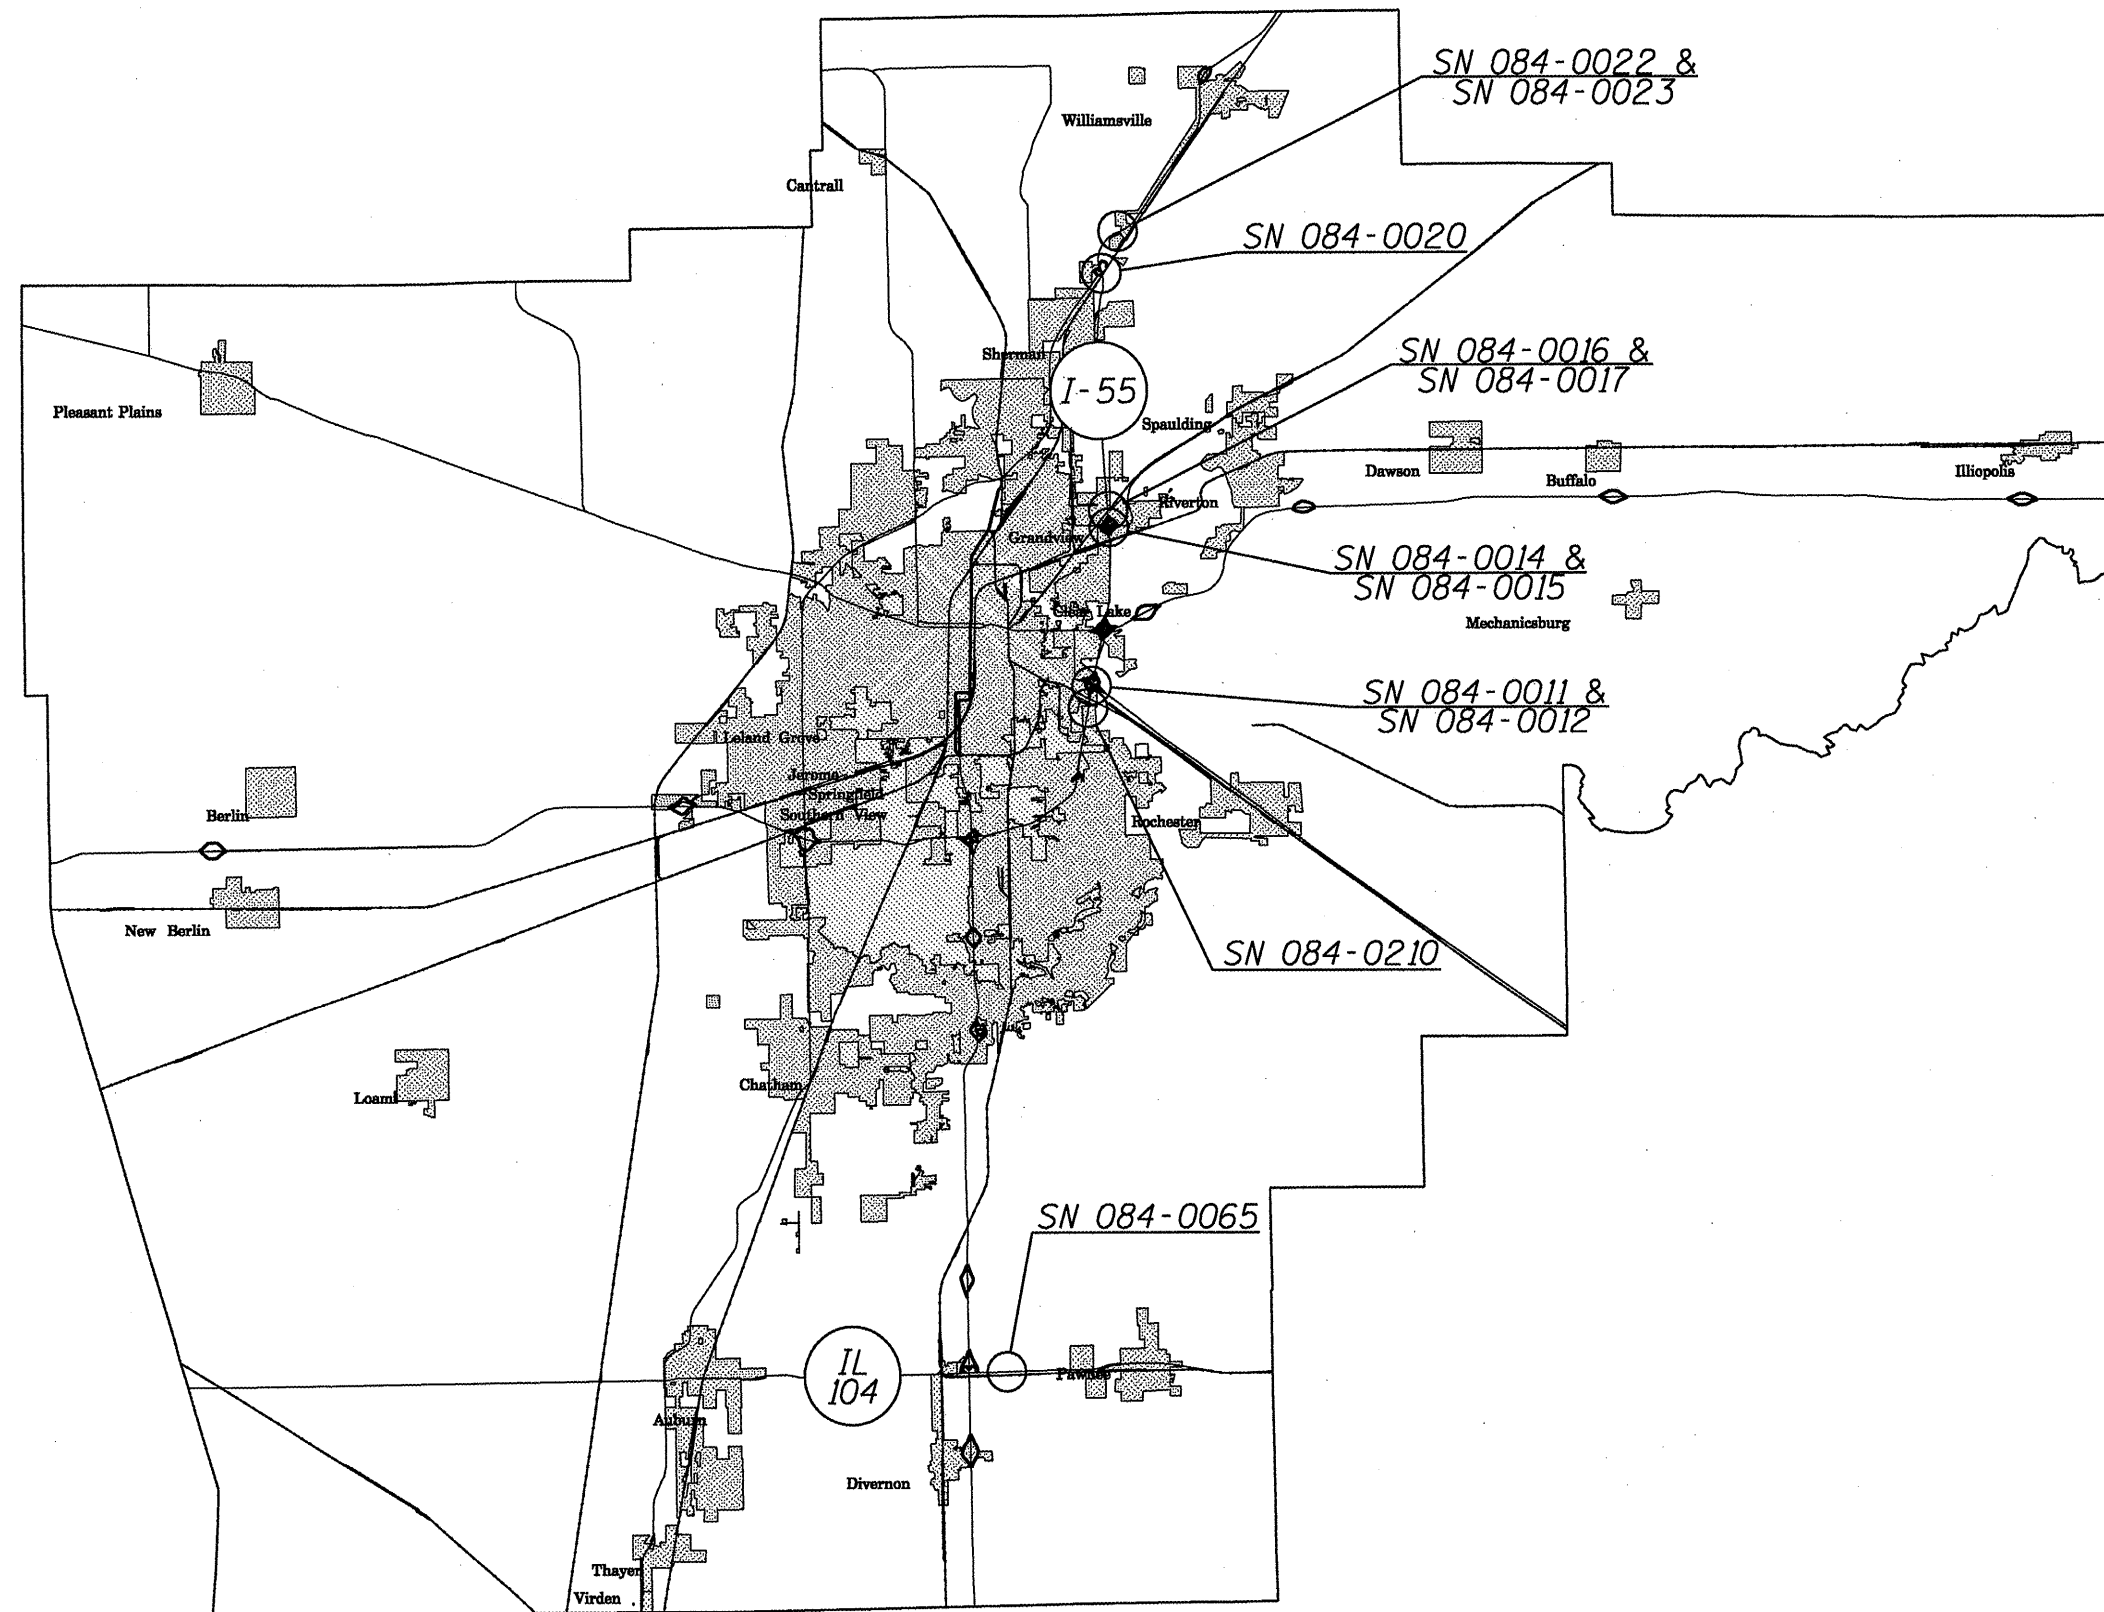 SN 084-0022 &
SN 084-0023
Williamsville
Cantrall
SN 084-0020
SN 084-0016 &
SN 084-0017
Sherman
I-55
Pleasant Plains
Spaulding
Dawson
Buffalo
Illiopolis
Riverton
Grandview
SN 084-0014 &
SN 084-0015
Clear Lake
Mechanicsburg
SN 084-0011 &
SN 084-0012
Leland Grove
Jerome
Springfield
Southern View
Berlin
Rochester
New Berlin
SN 084-0210
Chatham
Loami
SN 084-0065
IL
104
Pawnee
Auburn
Divernon
Thayer
Virden